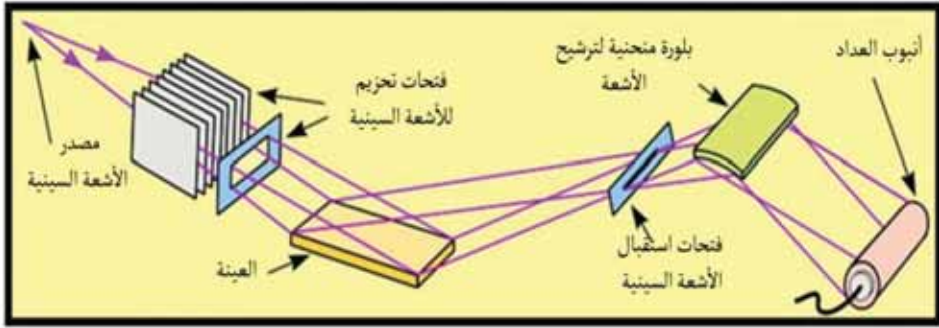 أنبوب العداد
بلورة منحنية لترشيح
الأشعة
فتحات تحزيم
للأشعة السينية
مصدر
الأشعة السينية
فتحات استقبال
الأشعة السينية
العينة